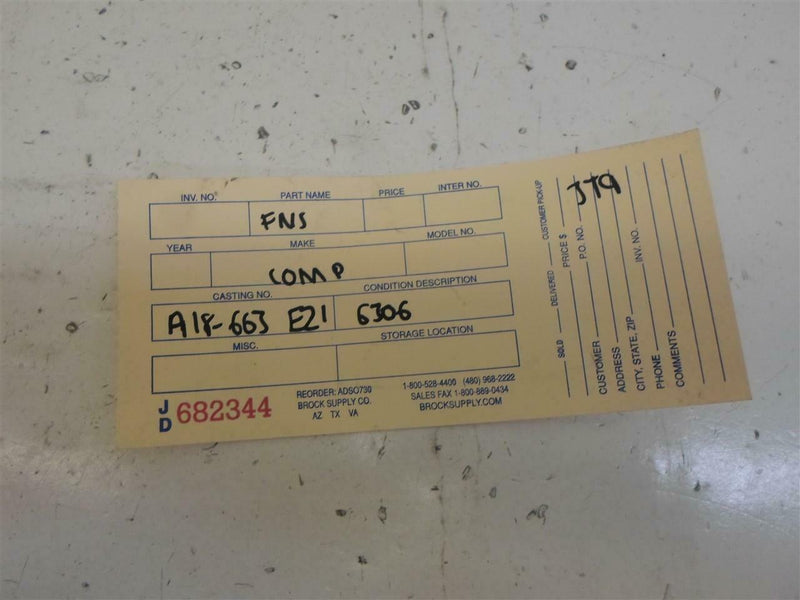 INV. NO. PART NAME PRICE INTER NO.
FNS
YEAR MAKE MODEL NO.
COMP
CASTING NO. CONDITION DESCRIPTION
A18-663 EZ1 6306
MISC. STORAGE LOCATION
JD 682344
REORDER: ADSO730
BROCK SUPPLY CO.
AZ TX VA
1-800-528-4400 (480) 968-2222
SALES FAX 1-800-889-0434
BROCKSUPPLY.COM
SOLD DELIVERED CUSTOMER PICK-UP
PRICE $ JT9
P.O. NO.
CUSTOMER
ADDRESS
CITY, STATE, ZIP INV. NO.
PHONE
COMMENTS